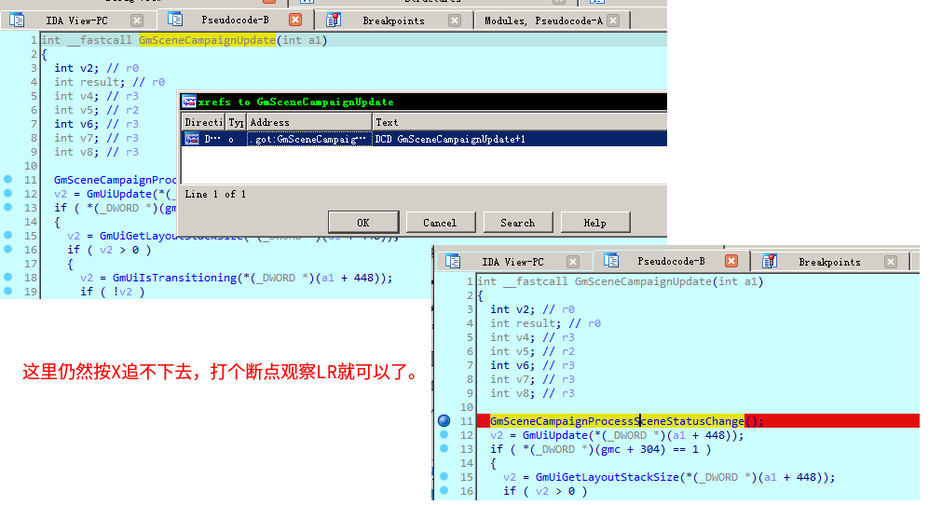 IDA View-PC
Pseudocode-B
Breakpoints
Modules, Pseudocode-A
1 int __fastcall GmSceneCampaignUpdate(int a1)
2 {
3 int v2; // r0
4 int result; // r0
5 int v4; // r3
6 int v5; // r2
7 int v6; // r3
8 int v7; // r3
9 int v8; // r3
10
11 GmSceneCampaignProc
12 v2 = GmUiUpdate(*(_
13 if ( *(_DWORD *)(gm
14 {
15 v2 = GmUiGetLayoutStackSize(*(_DWORD *)(a1 + 448));
16 if ( v2 > 0 )
17 {
18 v2 = GmUiIsTransitioning(*(_DWORD *)(a1 + 448));
19 if ( !v2 )
xrefs to GmSceneCampaignUpdate
Directi Typ Address Text
D··· o .got:GmSceneCampaig··· DCD GmSceneCampaignUpdate+1
Line 1 of 1
OK
Cancel
Search
Help
这里仍然按X追不下去，打个断点观察LR就可以了。
IDA View-PC
Pseudocode-B
Breakpoints
1 int __fastcall GmSceneCampaignUpdate(int a1)
2 {
3 int v2; // r0
4 int result; // r0
5 int v4; // r3
6 int v5; // r2
7 int v6; // r3
8 int v7; // r3
9 int v8; // r3
10
11 GmSceneCampaignProcessSceneStatusChange();
12 v2 = GmUiUpdate(*(_DWORD *)(a1 + 448));
13 if ( *(_DWORD *)(gmc + 304) == 1 )
14 {
15 v2 = GmUiGetLayoutStackSize(*(_DWORD *)(a1 + 448));
16 if ( v2 > 0 )